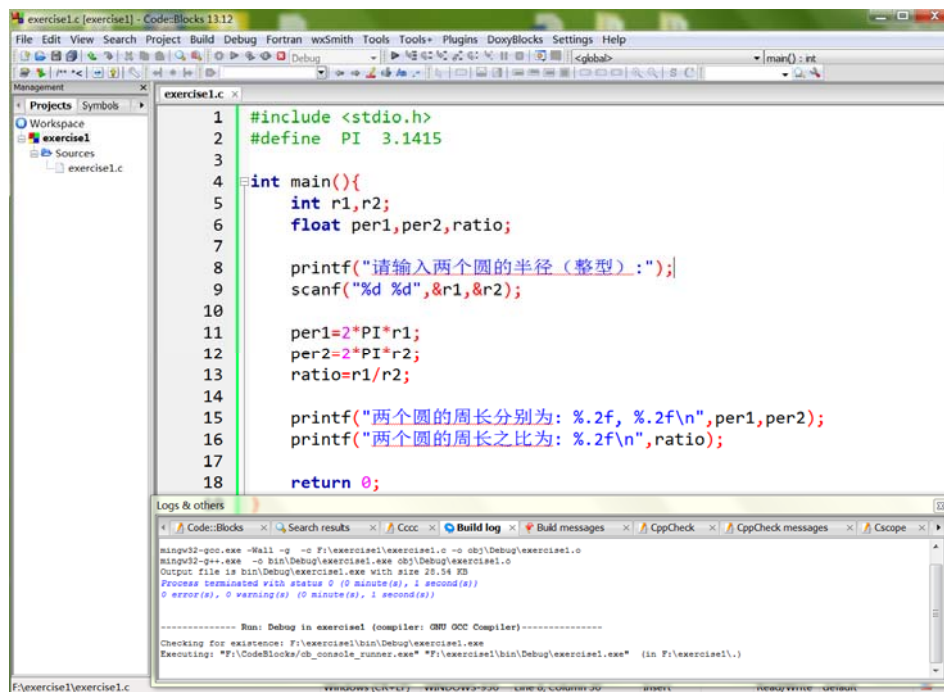 exercise1.c [exercise1] - Code::Blocks 13.12
File Edit View Search Project Build Debug Fortran wxSmith Tools Tools+ Plugins DoxyBlocks Settings Help
Debug <global> main() : int
Management
exercise1.c
Projects Symbols
Workspace
exercise1
Sources
exercise1.c
1 #include <stdio.h>
2 #define PI 3.1415
3
4 int main(){
5 int r1,r2;
6 float per1,per2,ratio;
7
8 printf("请输入两个圆的半径（整型）:");
9 scanf("%d %d",&r1,&r2);
10
11 per1=2*PI*r1;
12 per2=2*PI*r2;
13 ratio=r1/r2;
14
15 printf("两个圆的周长分别为: %.2f, %.2f\n",per1,per2);
16 printf("两个圆的周长之比为: %.2f\n",ratio);
17
18 return 0;
Logs & others
Code::Blocks Search results Cccc Build log Build messages CppCheck CppCheck messages Cscope
mingw32-gcc.exe -Wall -g -c F:\exercise1\exercise1.c -o obj\Debug\exercise1.o
mingw32-g++.exe -o bin\Debug\exercise1.exe obj\Debug\exercise1.o
Output file is bin\Debug\exercise1.exe with size 28.54 KB
Process terminated with status 0 (0 minute(s), 1 second(s))
0 error(s), 0 warning(s) (0 minute(s), 1 second(s))
-------------- Run: Debug in exercise1 (compiler: GNU GCC Compiler)---------------
Checking for existence: F:\exercise1\bin\Debug\exercise1.exe
Executing: "F:\CodeBlocks/cb_console_runner.exe" "F:\exercise1\bin\Debug\exercise1.exe" (in F:\exercise1\.)
F:\exercise1\exercise1.c